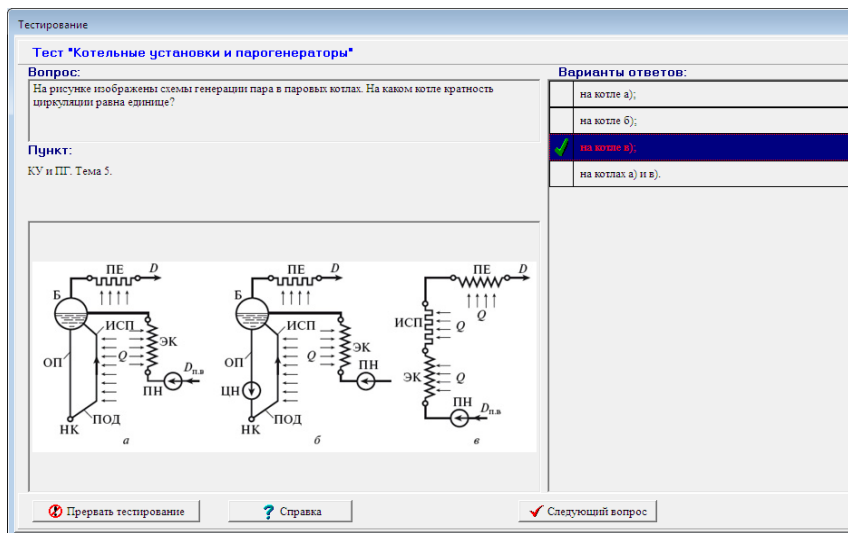 Тестирование
Тест "Котельные установки и парогенераторы"
Вопрос:
На рисунке изображены схемы генерации пара в паровых котлах. На каком котле кратность
циркуляции равна единице?
Пункт:
КУ и ПГ. Тема 5.
Варианты ответов:
на котле а);
на котле б);
на котле в);
на котлах а) и в).
ПЕ D
Б
ИСП
ОП Q ЭК
ПН Dп.в
НК ПОД
а
ПЕ D
Б
ИСП
ОП Q ЭК
ЦН ПН
НК ПОД
б
ПЕ D
Q
ИСП Q
ЭК Q
ПН Dп.в
в
Прервать тестирование
? Справка
Следующий вопрос